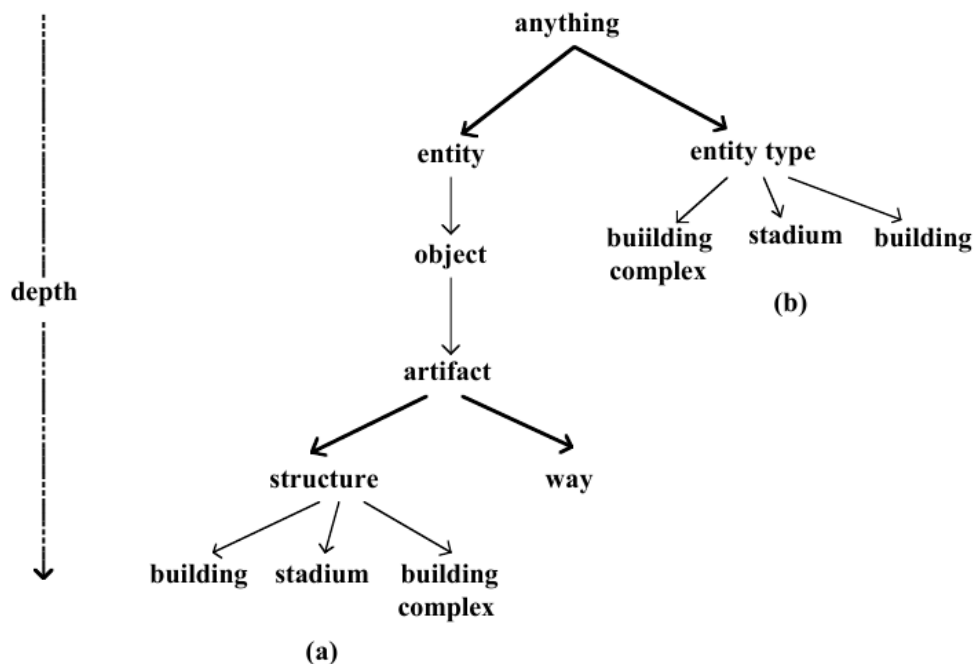 anything
entity
entity type
object
buiilding
complex
stadium
building
(b)
depth
artifact
structure
way
building
stadium
building
complex
(a)